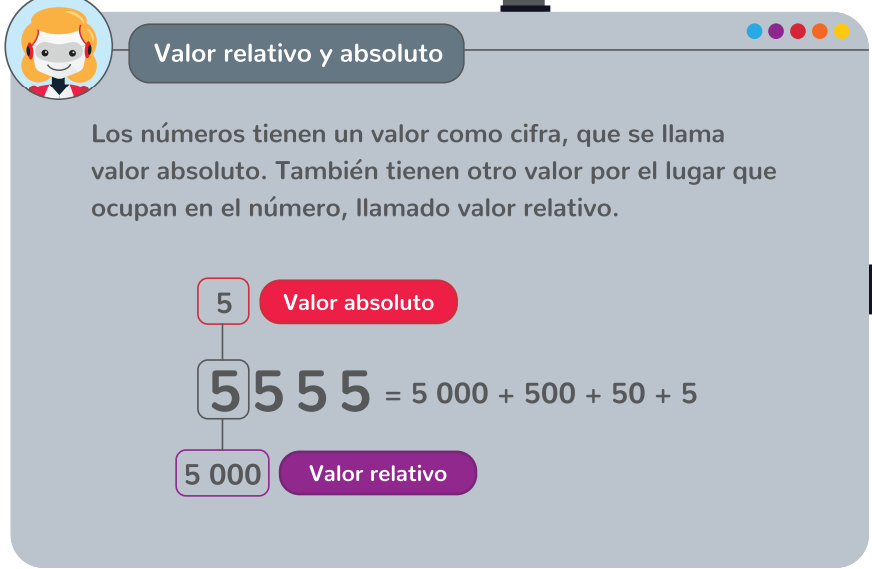 Valor relativo y absoluto
Los números tienen un valor como cifra, que se llama
valor absoluto. También tienen otro valor por el lugar que
ocupan en el número, llamado valor relativo.
5 Valor absoluto
5 5 5 5 = 5 000 + 500 + 50 + 5
5 000 Valor relativo